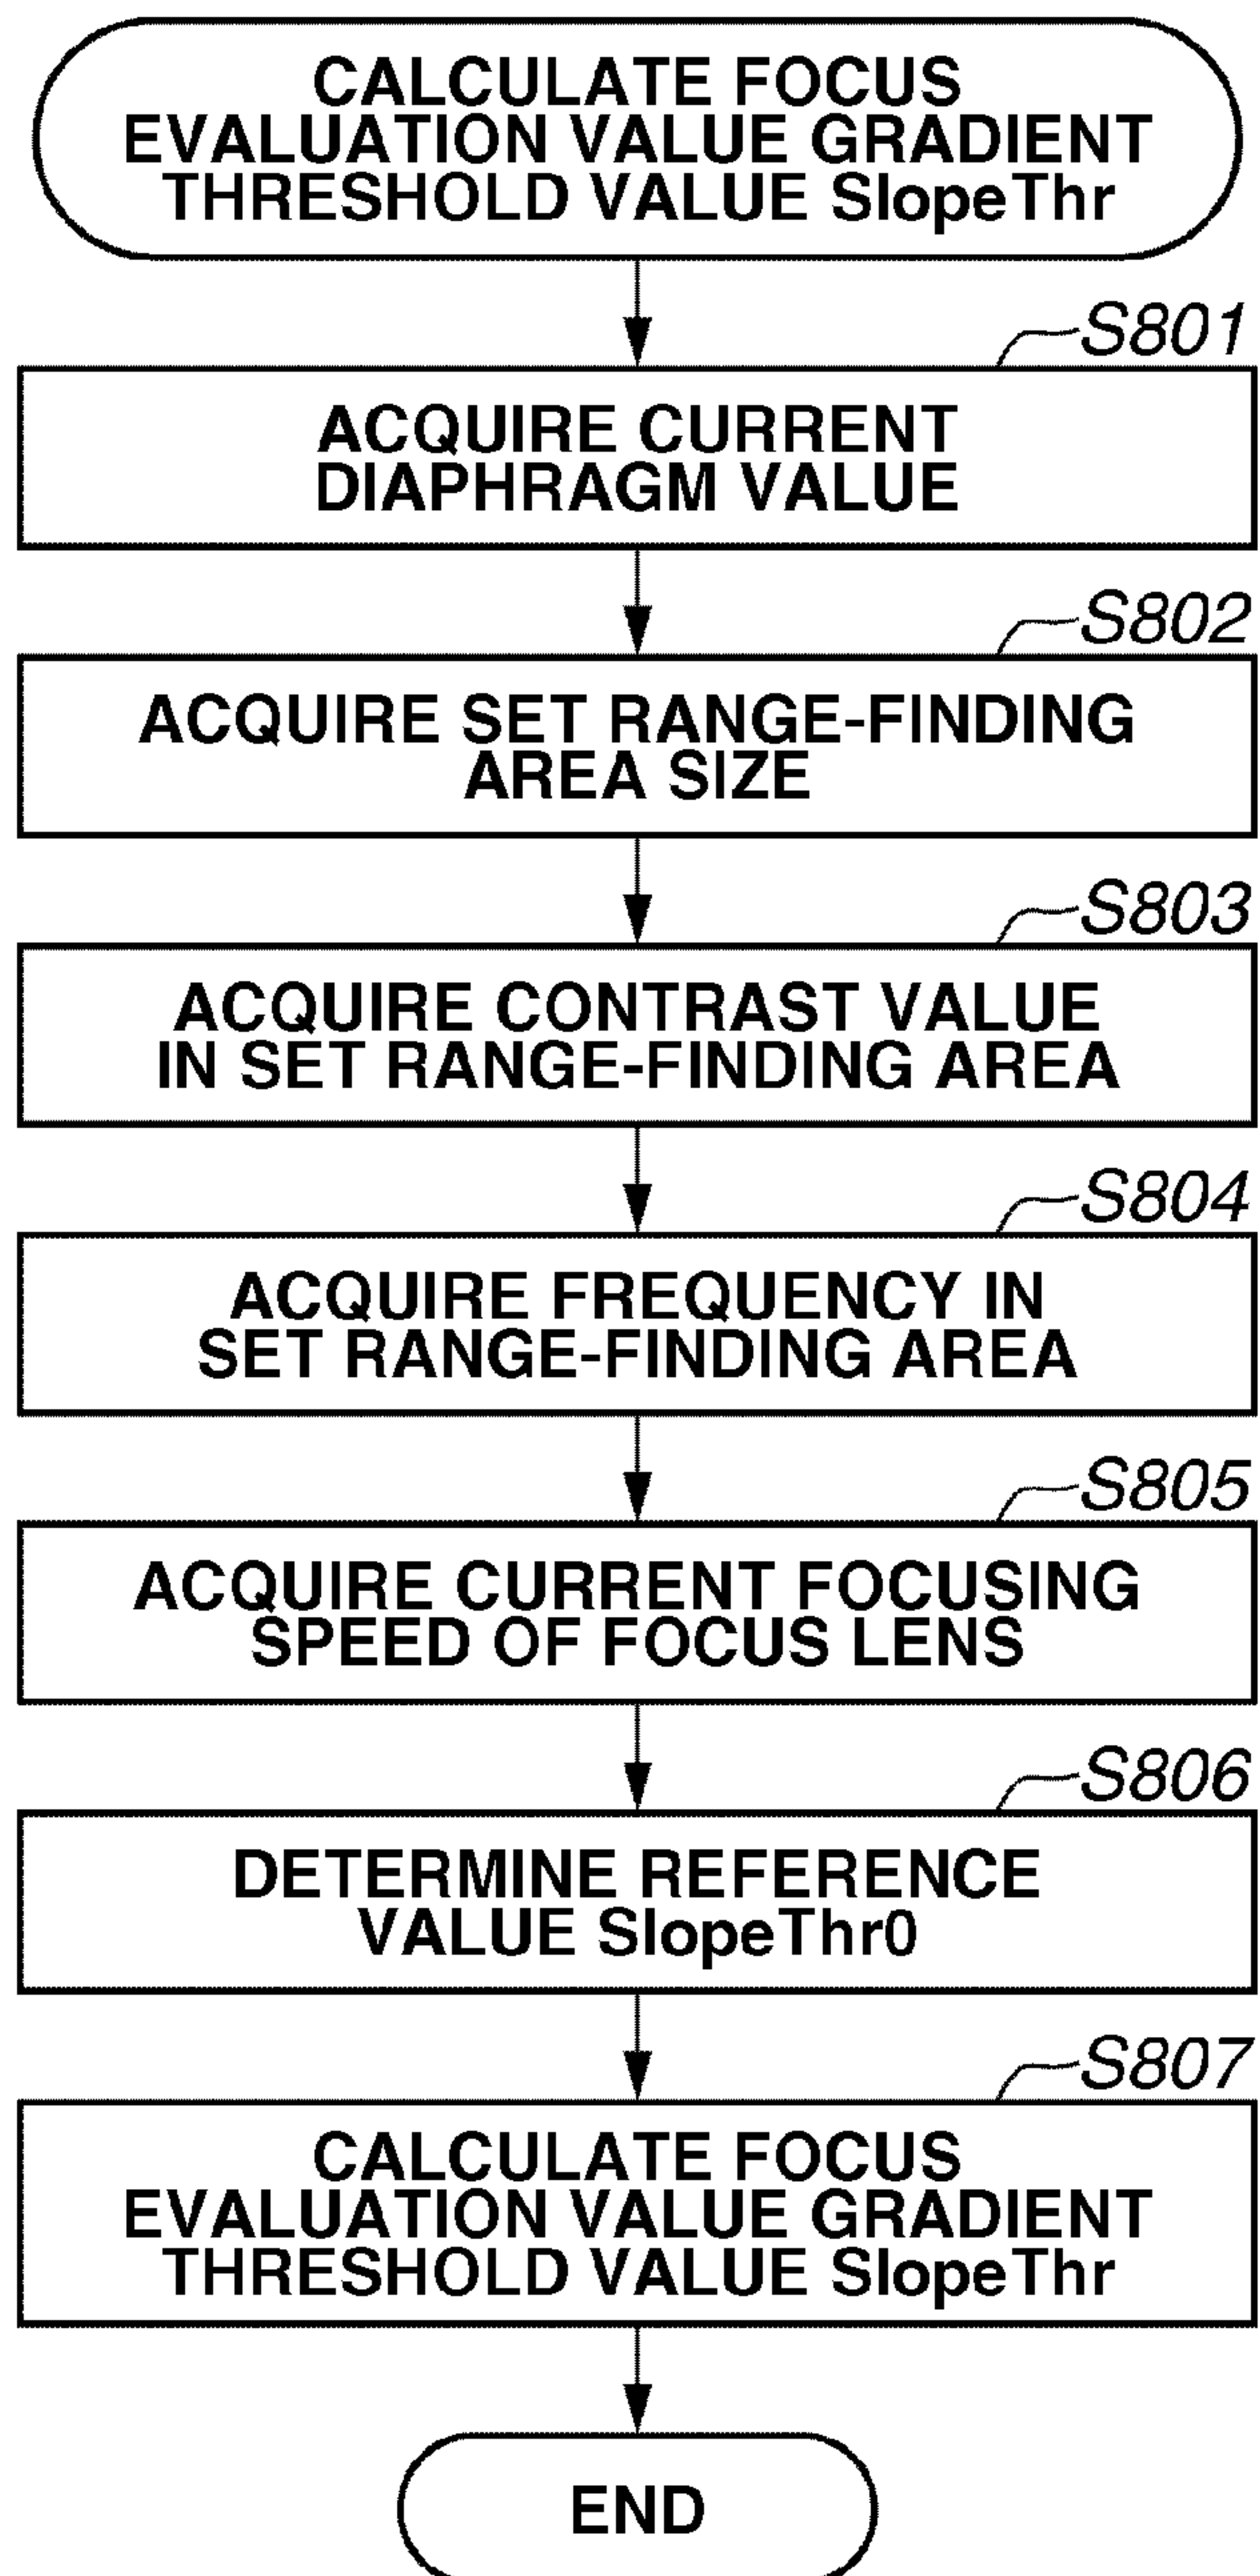 CALCULATE FOCUS
EVALUATION VALUE GRADIENT
THRESHOLD VALUE SlopeThr
S801
ACQUIRE CURRENT
DIAPHRAGM VALUE
S802
ACQUIRE SET RANGE-FINDING
AREA SIZE
S803
ACQUIRE CONTRAST VALUE
IN SET RANGE-FINDING AREA
S804
ACQUIRE FREQUENCY IN
SET RANGE-FINDING AREA
S805
ACQUIRE CURRENT FOCUSING
SPEED OF FOCUS LENS
S806
DETERMINE REFERENCE
VALUE SlopeThr0
S807
CALCULATE FOCUS
EVALUATION VALUE GRADIENT
THRESHOLD VALUE SlopeThr
END